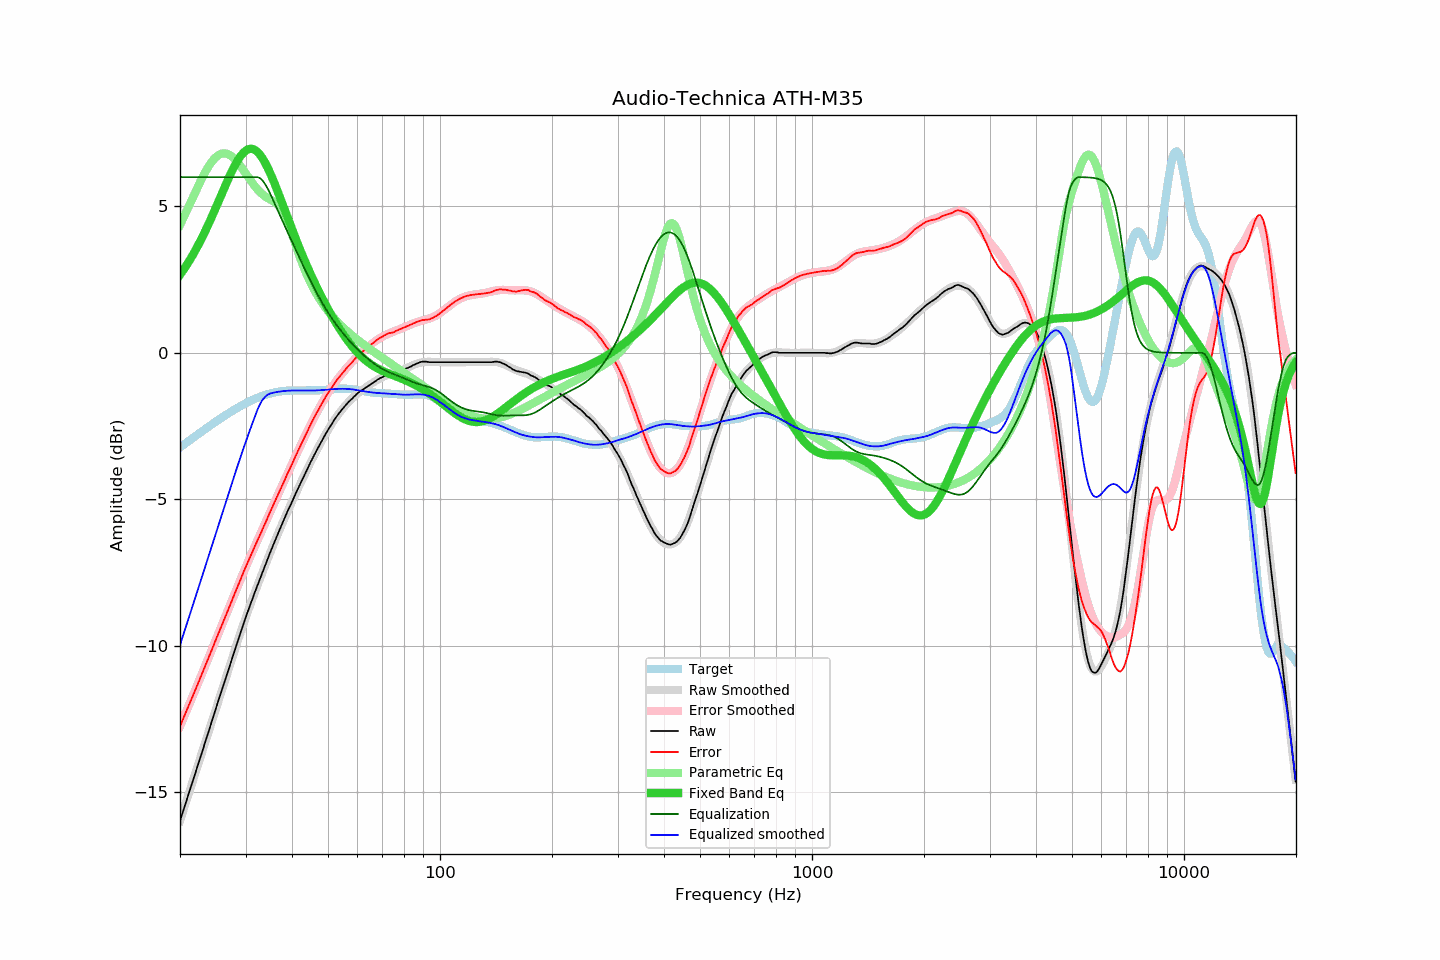 Audio-Technica ATH-M35
5
0
−5
−10
−15
Amplitude (dBr)
Target
Raw Smoothed
Error Smoothed
Raw
Error
Parametric Eq
Fixed Band Eq
Equalization
Equalized smoothed
100 1000 10000
Frequency (Hz)